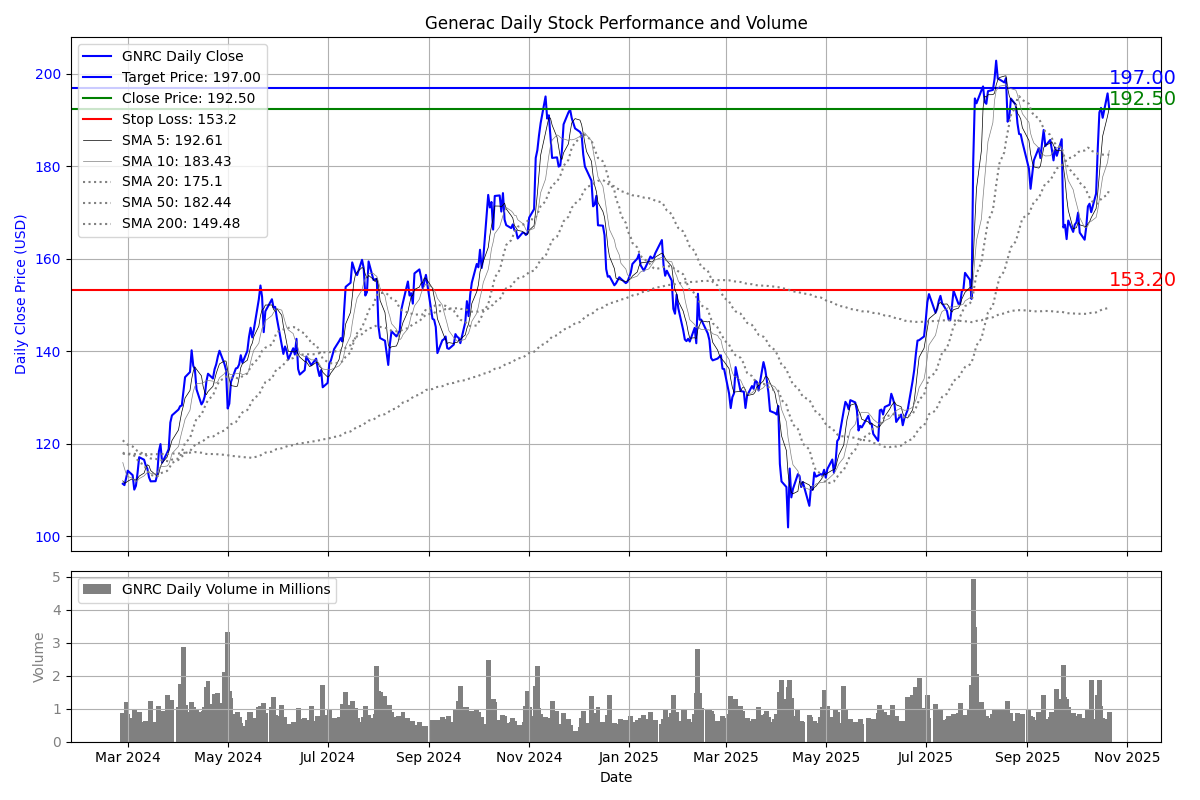 Generac Daily Stock Performance and Volume
GNRC Daily Close
Target Price: 197.00
Close Price: 192.50
Stop Loss: 153.2
SMA 5: 192.61
SMA 10: 183.43
SMA 20: 175.1
SMA 50: 182.44
SMA 200: 149.48
197.00
192.50
153.20
200
180
160
140
120
100
Daily Close Price (USD)
GNRC Daily Volume in Millions
5
4
3
2
1
0
Volume
Mar 2024
May 2024
Jul 2024
Sep 2024
Nov 2024
Jan 2025
Mar 2025
May 2025
Jul 2025
Sep 2025
Nov 2025
Date